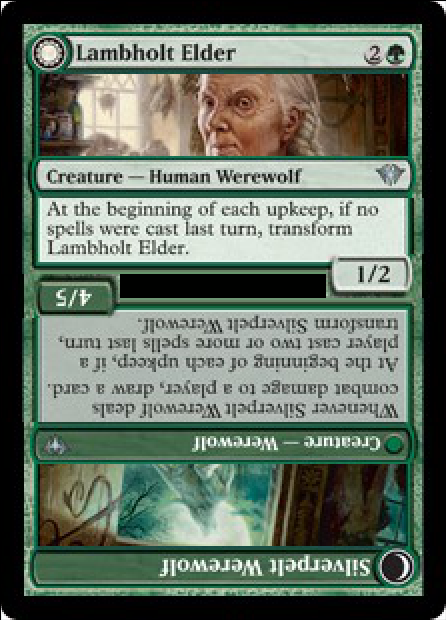 Lambholt Elder 2
Creature — Human Werewolf
At the beginning of each upkeep, if no
spells were cast last turn, transform
Lambholt Elder.
1/2
Silverpelt Werewolf
Creature — Werewolf
Whenever Silverpelt Werewolf deals
combat damage to a player, draw a card.
At the beginning of each upkeep, if a
player cast two or more spells last turn,
transform Silverpelt Werewolf.
4/5